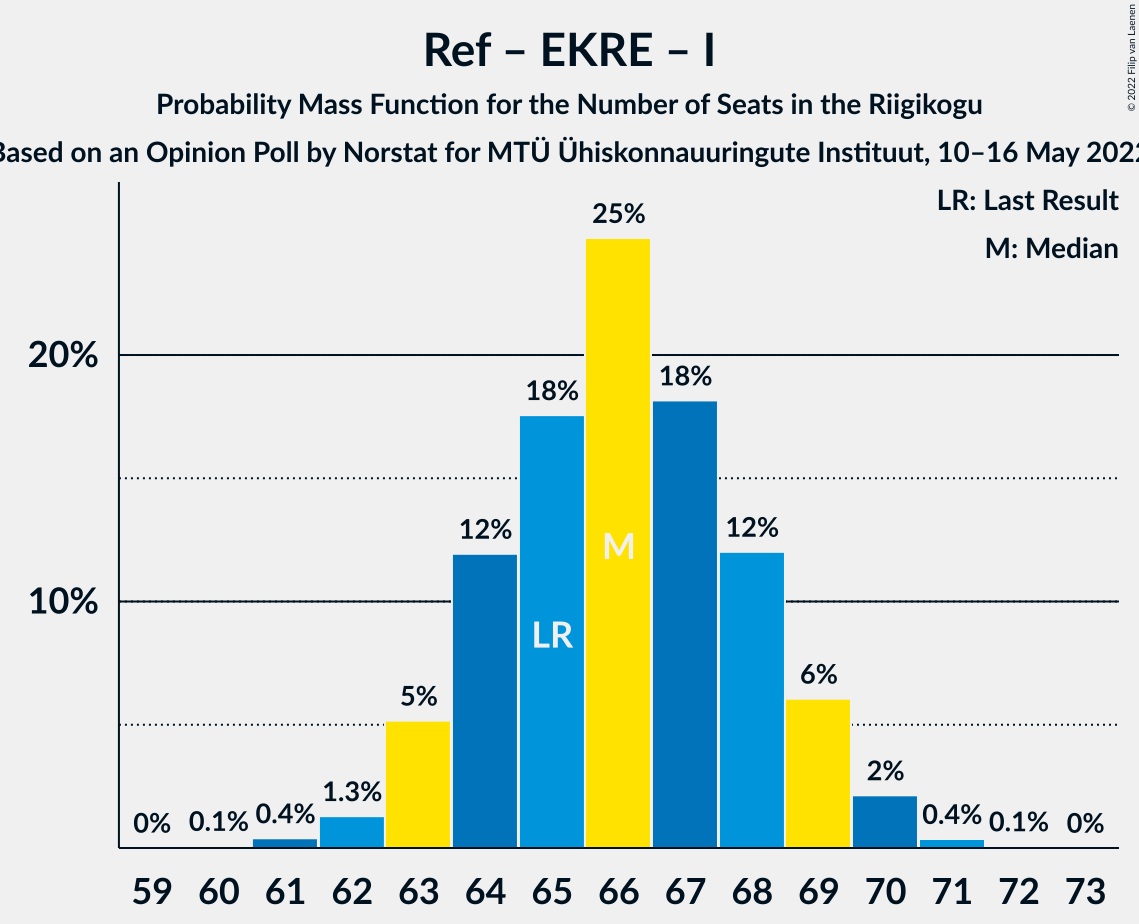 Ref – EKRE – I
Probability Mass Function for the Number of Seats in the Riigikogu
Based on an Opinion Poll by Norstat for MTÜ Ühiskonnauuringute Instituut, 10–16 May 2022
© 2022 Filip van Laenen
LR: Last Result
M: Median
25%
20%
18%
18%
12%
12%
M
10%
LR
5%
6%
0%
0.1%
0.4%
1.3%
2%
0.4%
0.1%
0%
59 60 61 62 63 64 65 66 67 68 69 70 71 72 73